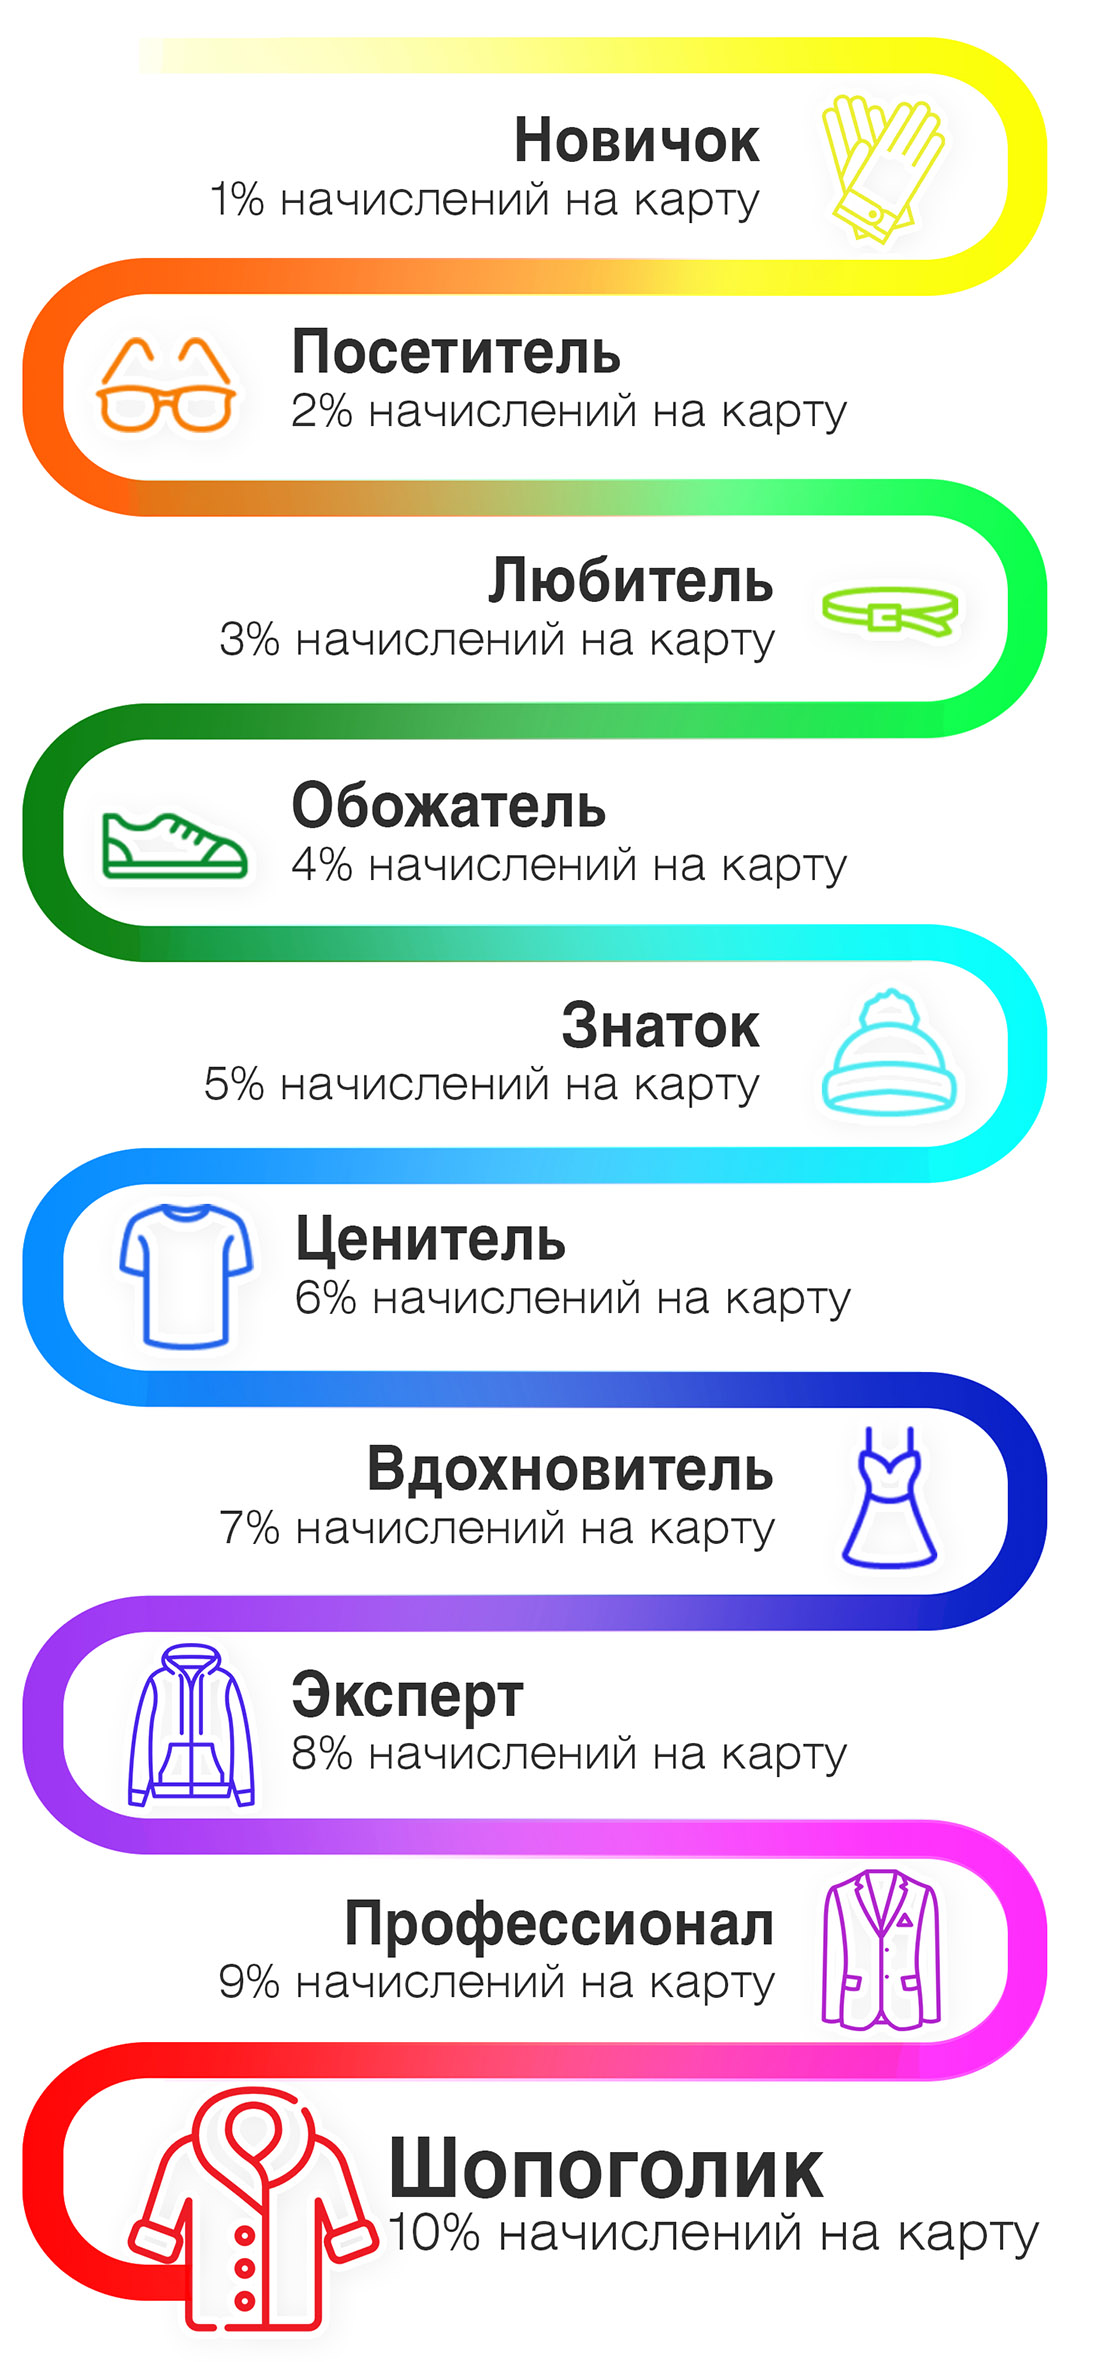 Новичок
1% начислений на карту
Посетитель
2% начислений на карту
Любитель
3% начислений на карту
Обожатель
4% начислений на карту
Знаток
5% начислений на карту
Ценитель
6% начислений на карту
Вдохновитель
7% начислений на карту
Эксперт
8% начислений на карту
Профессионал
9% начислений на карту
Шопоголик
10% начислений на карту